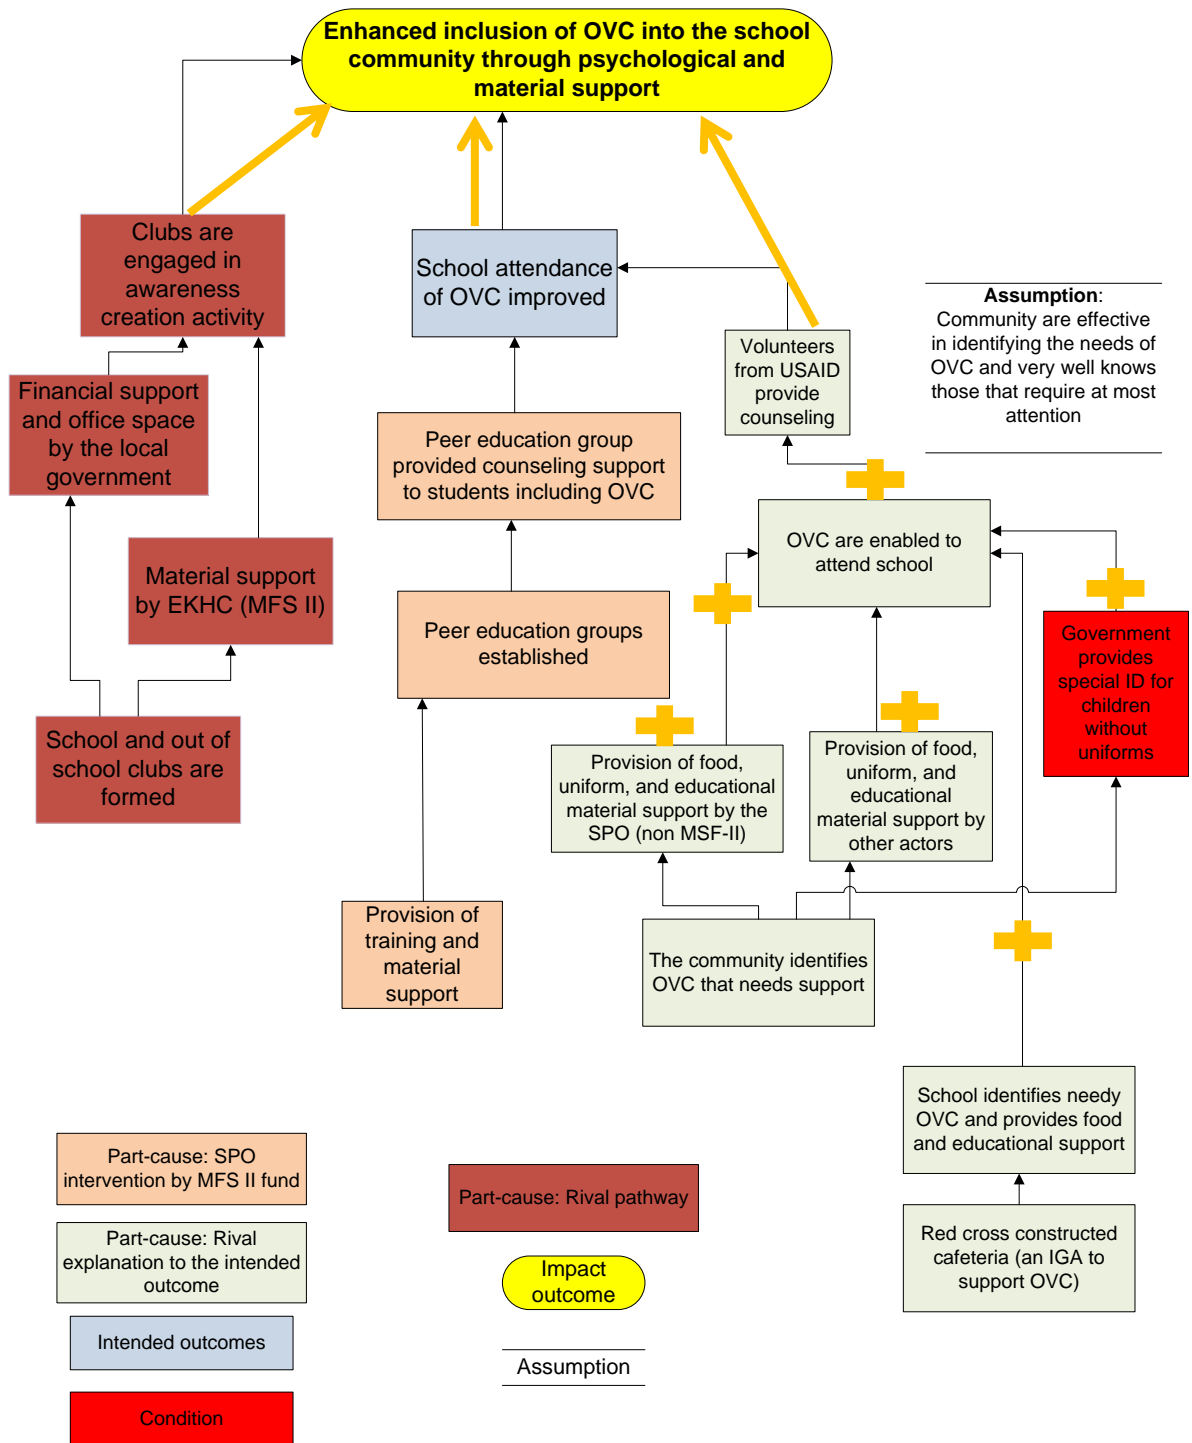 Enhanced inclusion of OVC into the school
community through psychological and
material support
Clubs are
engaged in
awareness
creation activity
School attendance
of OVC improved
Volunteers
from USAID
provide
counseling
Assumption:
Community are effective
in identifying the needs of
OVC and very well knows
those that require at most
attention
Financial support
and office space
by the local
government
Peer education group
provided counseling support
to students including OVC
OVC are enabled to
attend school
Material support
by EKHC (MFS II)
Peer education groups
established
Government
provides
special ID for
children
without
uniforms
School and out of
school clubs are
formed
Provision of food,
uniform, and educational
material support by the
SPO (non MSF-II)
Provision of food,
uniform, and
educational
material support by
other actors
Provision of
training and
material
support
The community identifies
OVC that needs support
School identifies needy
OVC and provides food
and educational support
Red cross constructed
cafeteria (an IGA to
support OVC)
Part-cause: SPO
intervention by MFS II fund
Part-cause: Rival
explanation to the intended
outcome
Intended outcomes
Condition
Part-cause: Rival pathway
Impact
outcome
Assumption